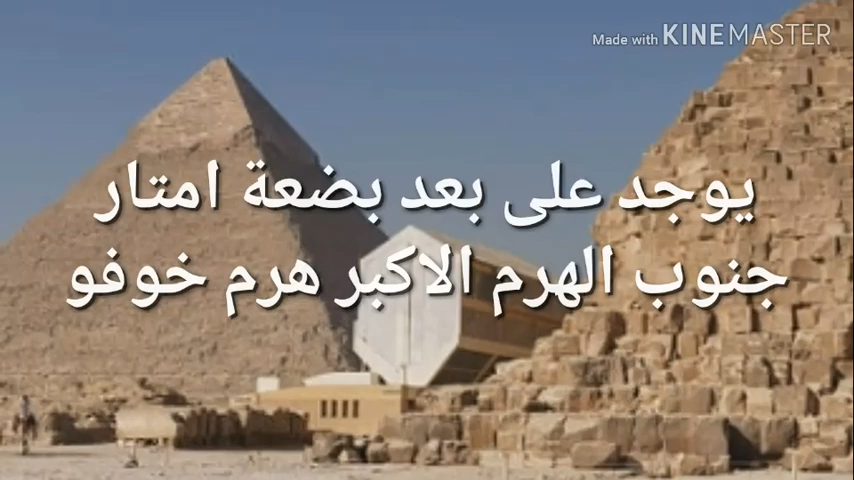 Made with KINEMASTER
يوجد على بعد بضعة امتار
جنوب الهرم الاكبر هرم خوفو